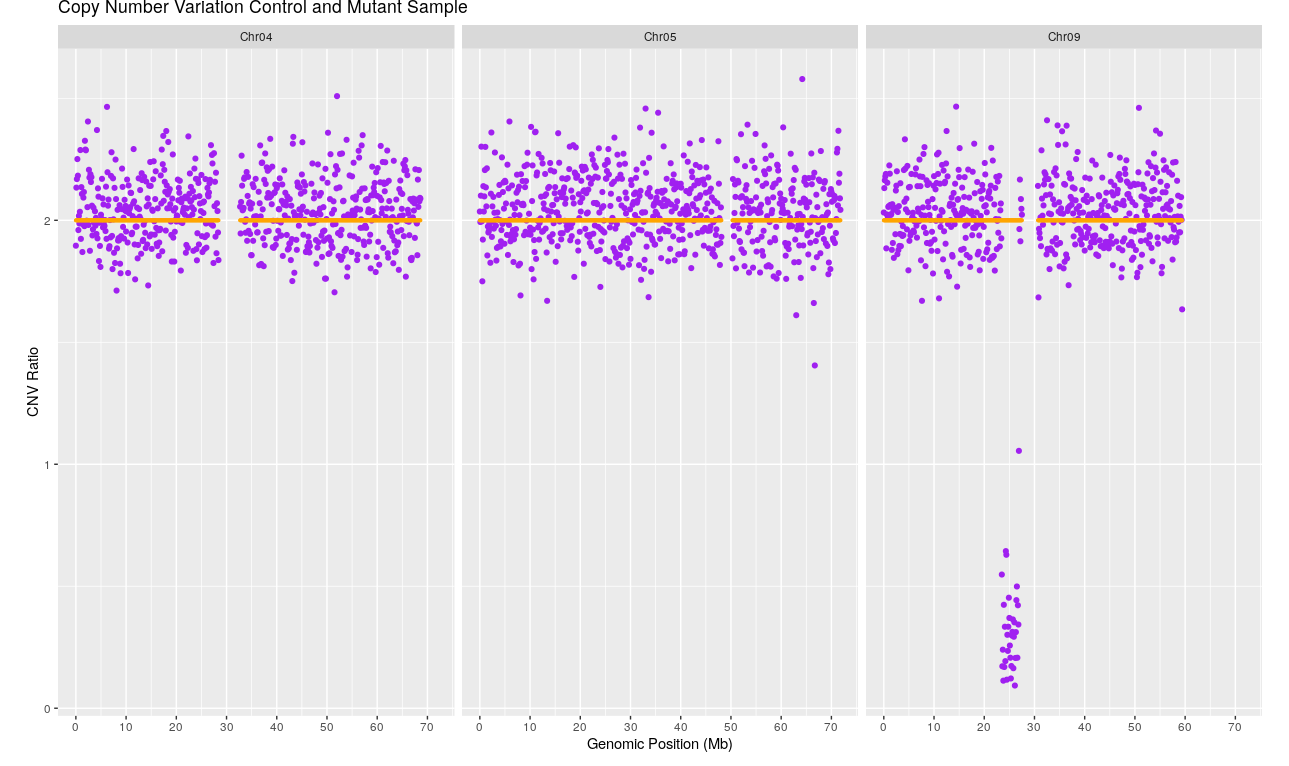 Copy Number Variation Control and Mutant Sample
Chr04 Chr05 Chr09
2
1
0
CNV Ratio
0 10 20 30 40 50 60 70 0 10 20 30 40 50 60 70 0 10 20 30 40 50 60 70
Genomic Position (Mb)